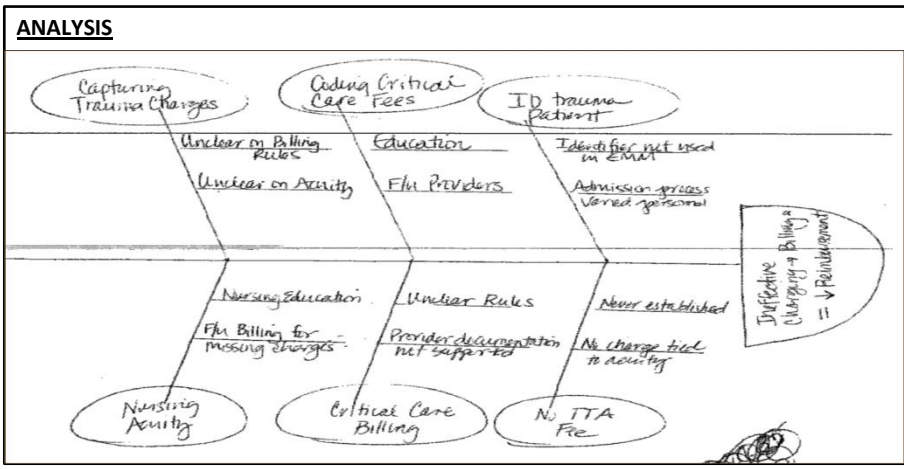 ANALYSIS
Capturing
Trauma Charges
Coding Critical
Care Fees
ID trauma
Patient
Unclear on Billing
Rules
Unclear on Acuity
Education
F/u Providers
Identifier not used
in EMM
Admission process
Varied personal
Ineffective
Charging → Billing
= ↓ Reimbursement
Nursing Education
F/u Billing for
missing charges
Unclear Rules
Provider documentation
not supported
Never established
No charge tied
to acuity
Nursing
Acuity
Critical Care
Billing
No TTA
Fee